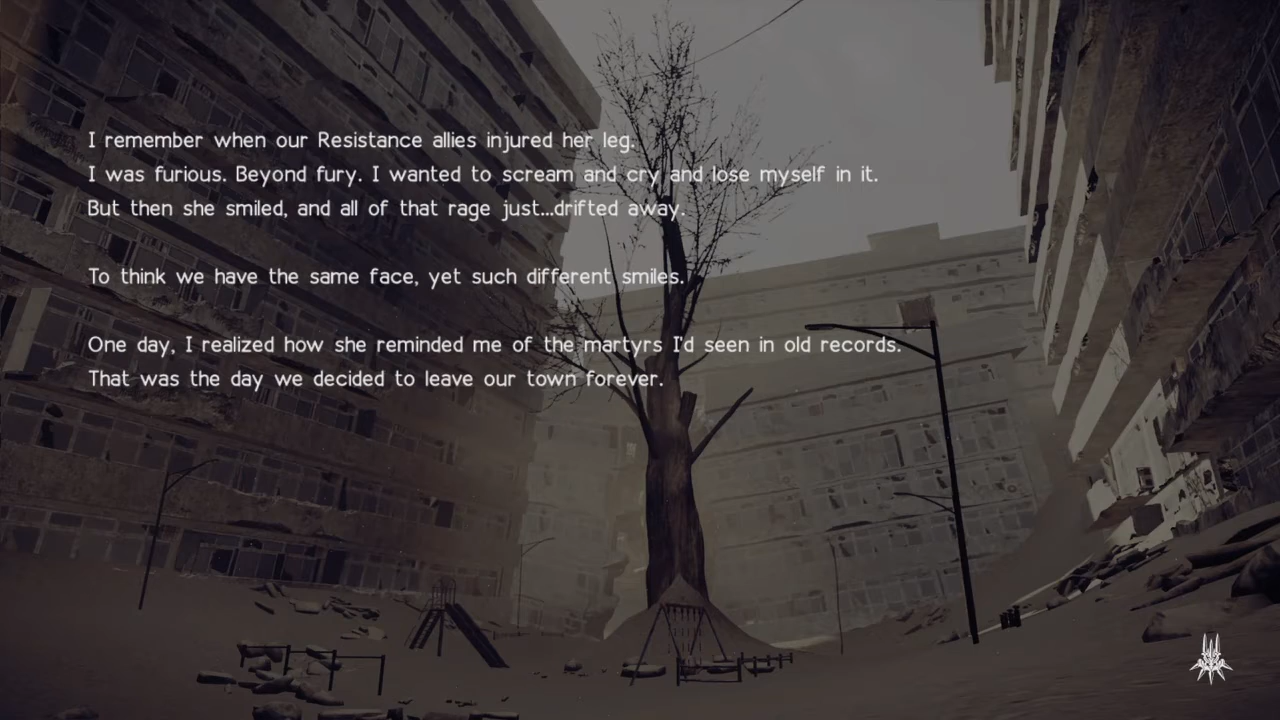 I remember when our Resistance allies injured her leg.
I was furious. Beyond fury. I wanted to scream and cry and lose myself in it.
But then she smiled, and all of that rage just...drifted away.
To think we have the same face, yet such different smiles.
One day, I realized how she reminded me of the martyrs I'd seen in old records.
That was the day we decided to leave our town forever.